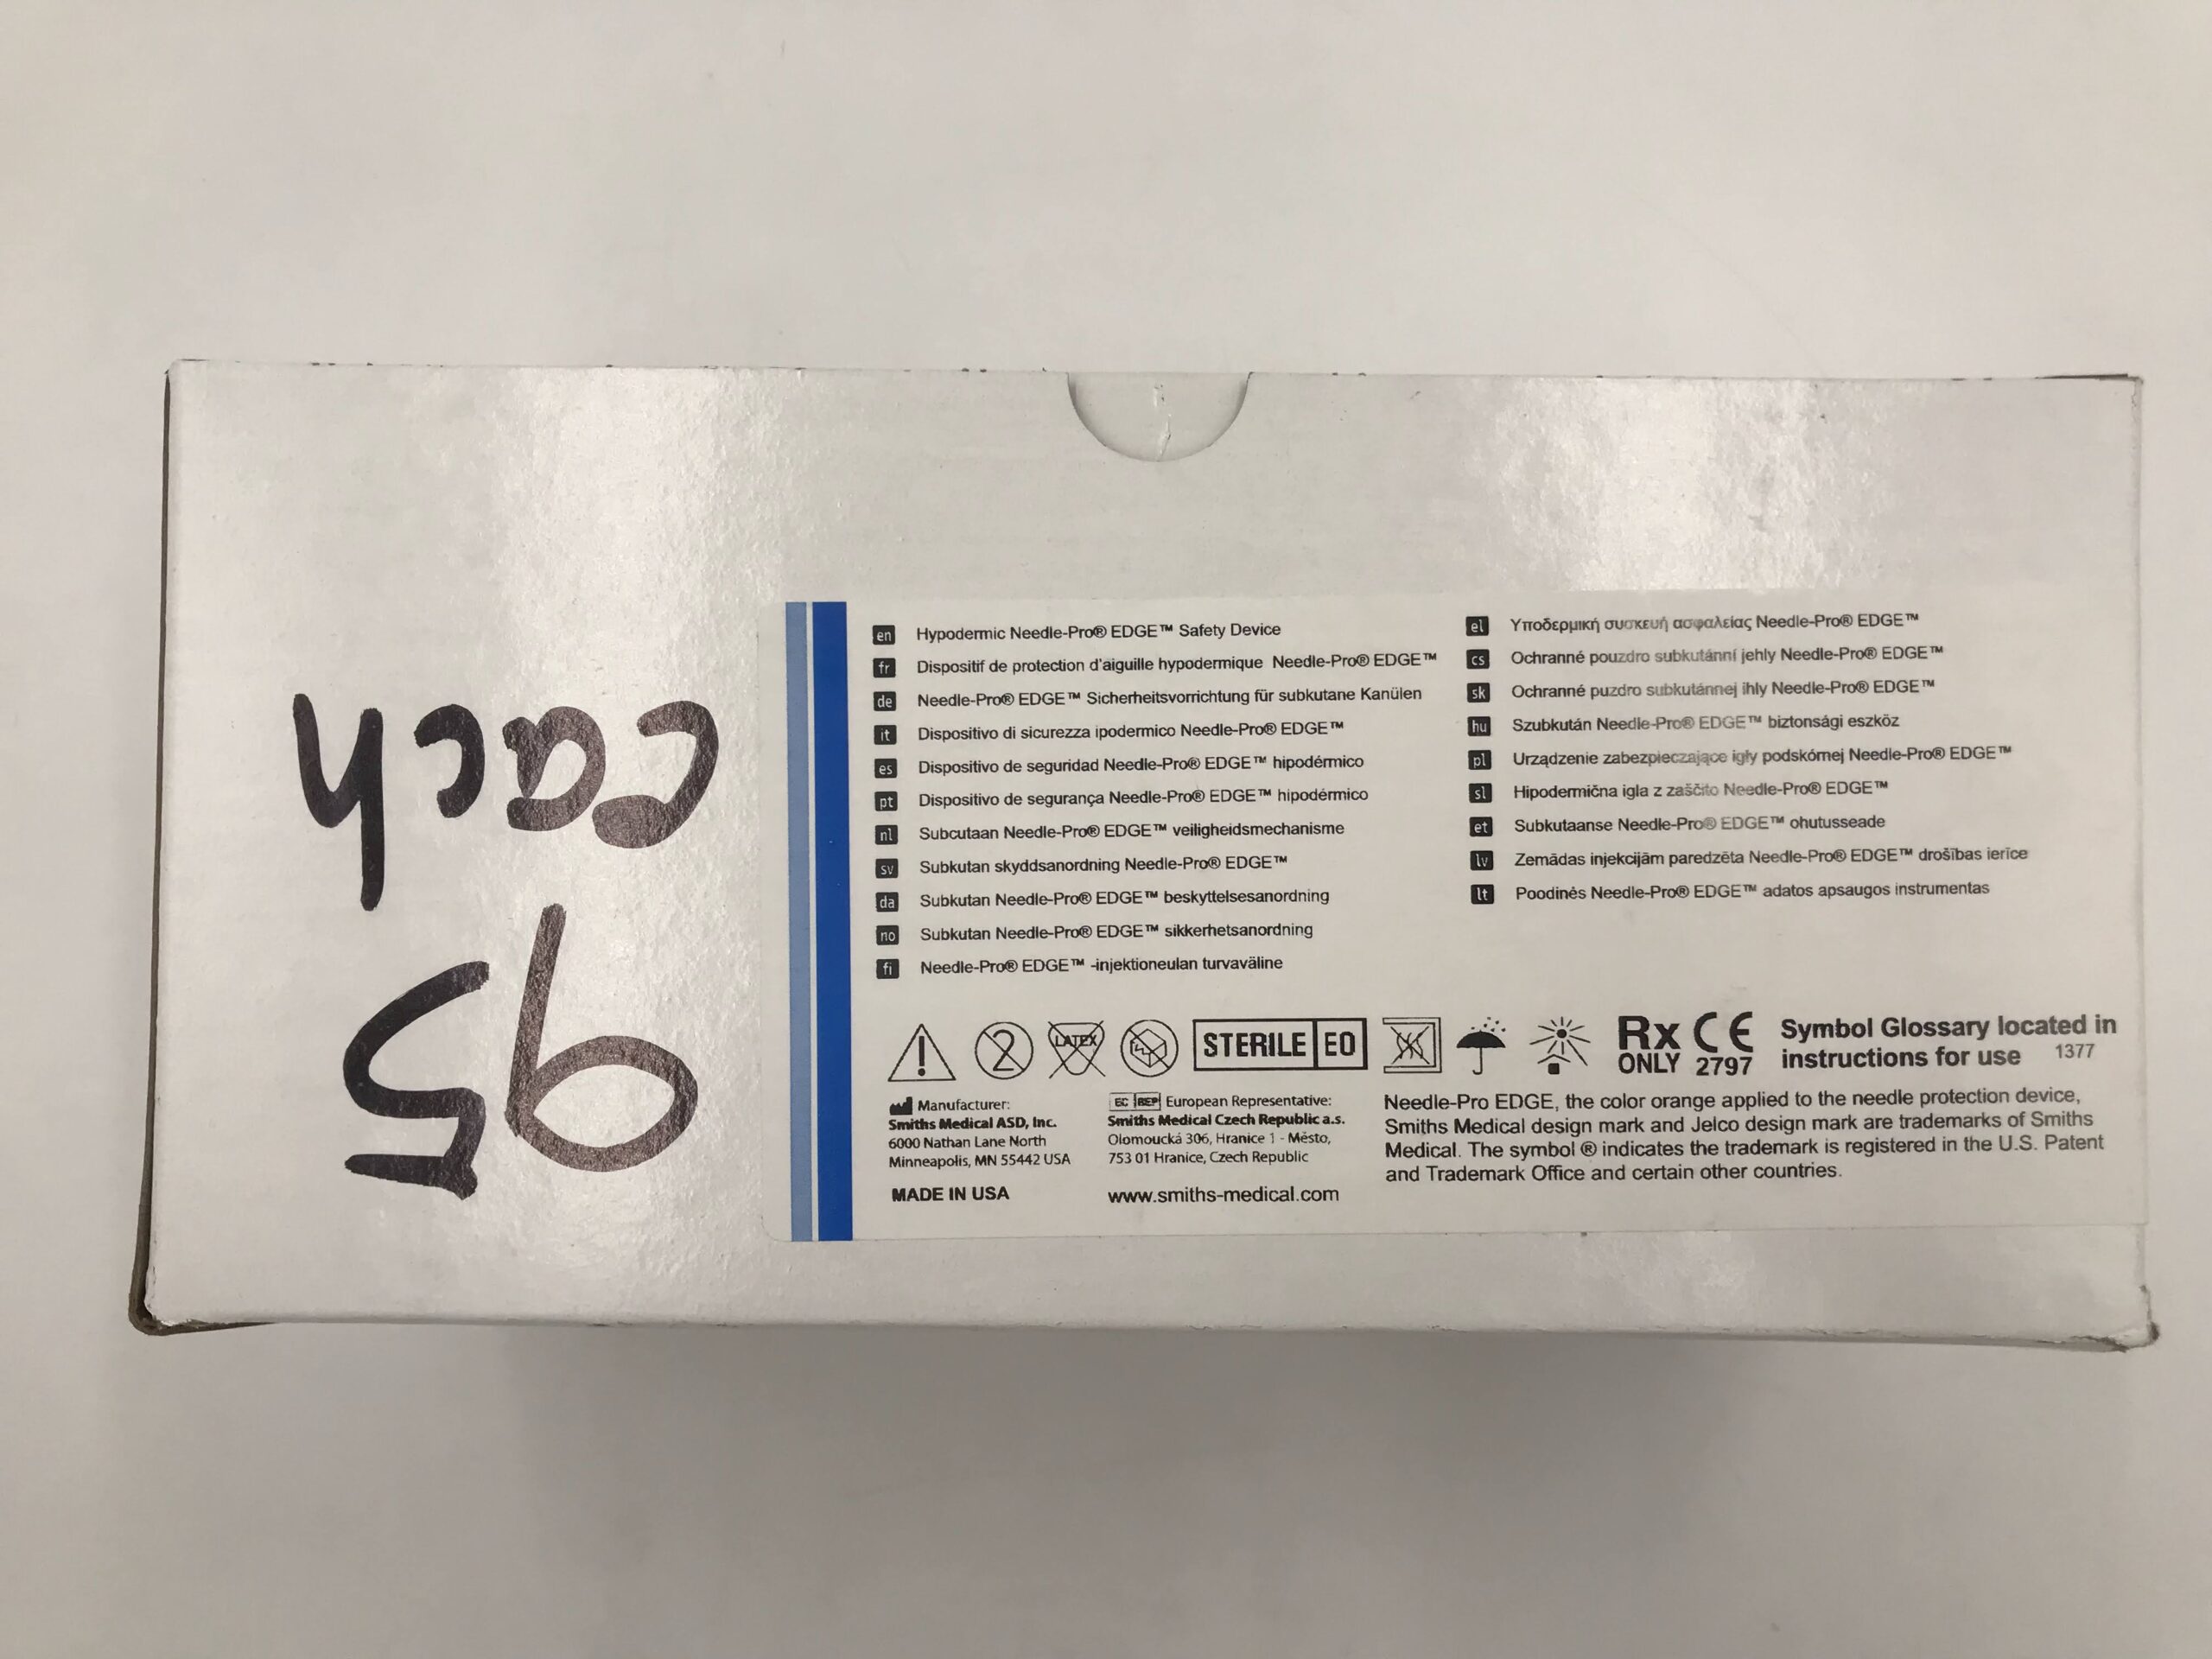 95
each
en Hypodermic Needle-Pro® EDGE™ Safety Device
fr Dispositif de protection d'aiguille hypodermique Needle-Pro® EDGE™
de Needle-Pro® EDGE™ Sicherheitsvorrichtung für subkutane Kanülen
it Dispositivo di sicurezza ipodermico Needle-Pro® EDGE™
es Dispositivo de seguridad Needle-Pro® EDGE™ hipodérmico
pt Dispositivo de segurança Needle-Pro® EDGE™ hipodérmico
nl Subcutaan Needle-Pro® EDGE™ veiligheidsmechanisme
sv Subkutan skyddsanordning Needle-Pro® EDGE™
da Subkutan Needle-Pro® EDGE™ beskyttelsesanordning
no Subkutan Needle-Pro® EDGE™ sikkerhetsanordning
fi Needle-Pro® EDGE™ -injektioneulan turvaväline
el Υποδερμική συσκευή ασφαλείας Needle-Pro® EDGE™
cs Ochranné pouzdro subkutánní jehly Needle-Pro® EDGE™
sk Ochranné puzdro subkutánnej ihly Needle-Pro® EDGE™
hu Szubkután Needle-Pro® EDGE™ biztonsági eszköz
pl Urządzenie zabezpieczające igły podskórnej Needle-Pro® EDGE™
sl Hipodermična igla z zaščito Needle-Pro® EDGE™
et Subkutaanse Needle-Pro® EDGE™ ohutusseade
lv Zemādas injekcijām paredzēta Needle-Pro® EDGE™ drošības ierīce
lt Poodinės Needle-Pro® EDGE™ adatos apsaugos instrumentas
! 2 LATEX STERILE EO Rx ONLY CE 2797
Symbol Glossary located in
instructions for use 1377
Manufacturer:
Smiths Medical ASD, Inc.
6000 Nathan Lane North
Minneapolis, MN 55442 USA
MADE IN USA
EC REP European Representative:
Smiths Medical Czech Republic a.s.
Olomoucká 306, Hranice 1 - Město,
753 01 Hranice, Czech Republic
www.smiths-medical.com
Needle-Pro EDGE, the color orange applied to the needle protection device,
Smiths Medical design mark and Jelco design mark are trademarks of Smiths
Medical. The symbol ® indicates the trademark is registered in the U.S. Patent
and Trademark Office and certain other countries.